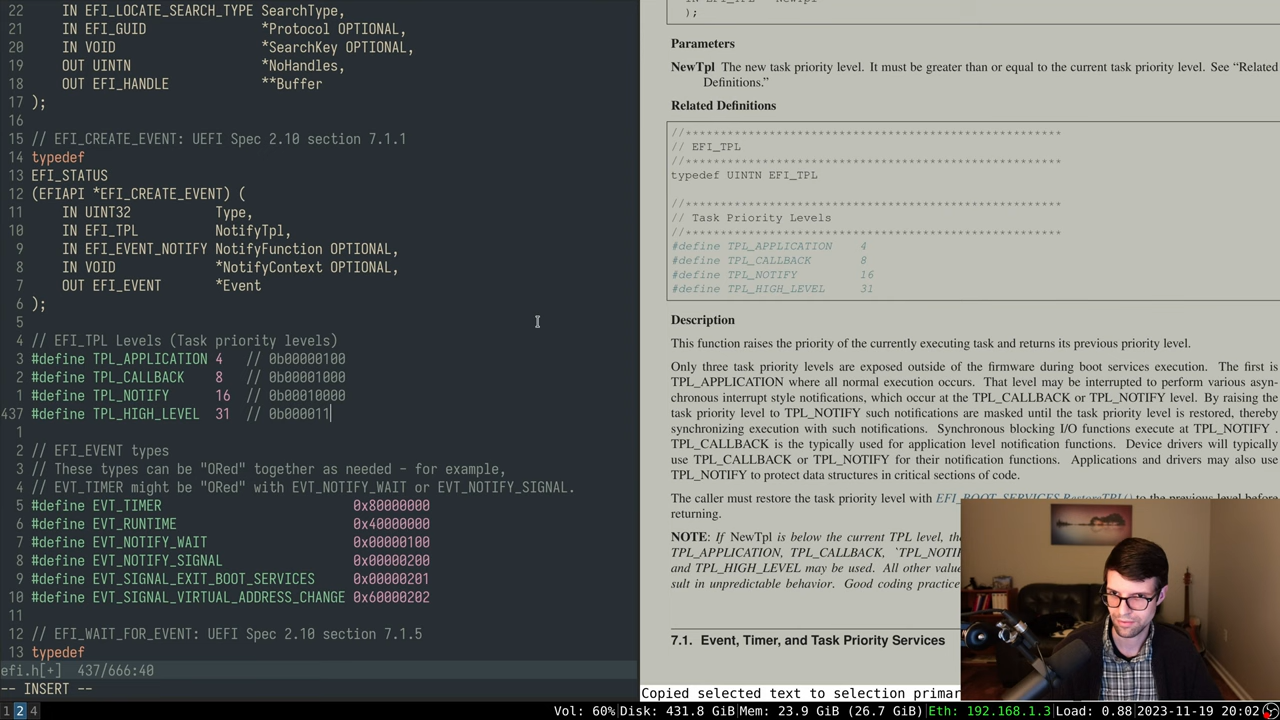 22     IN EFI_LOCATE_SEARCH_TYPE SearchType,
21     IN EFI_GUID               *Protocol OPTIONAL,
20     IN VOID                   *SearchKey OPTIONAL,
19     OUT UINTN                 *NoHandles,
18     OUT EFI_HANDLE            **Buffer
17 );
16
15 // EFI_CREATE_EVENT: UEFI Spec 2.10 section 7.1.1
14 typedef
13 EFI_STATUS
12 (EFIAPI *EFI_CREATE_EVENT) (
11     IN UINT32           Type,
10     IN EFI_TPL          NotifyTpl,
9     IN EFI_EVENT_NOTIFY NotifyFunction OPTIONAL,
8     IN VOID             *NotifyContext OPTIONAL,
7     OUT EFI_EVENT       *Event
6 );
5
4 // EFI_TPL Levels (Task priority levels)
3 #define TPL_APPLICATION 4   // 0b00000100
2 #define TPL_CALLBACK    8   // 0b00001000
1 #define TPL_NOTIFY      16  // 0b00010000
437 #define TPL_HIGH_LEVEL  31  // 0b000011
1
2 // EFI_EVENT types
3 // These types can be "ORed" together as needed - for example,
4 // EVT_TIMER might be "ORed" with EVT_NOTIFY_WAIT or EVT_NOTIFY_SIGNAL.
5 #define EVT_TIMER                         0x80000000
6 #define EVT_RUNTIME                       0x40000000
7 #define EVT_NOTIFY_WAIT                   0x00000100
8 #define EVT_NOTIFY_SIGNAL                 0x00000200
9 #define EVT_SIGNAL_EXIT_BOOT_SERVICES     0x00000201
10 #define EVT_SIGNAL_VIRTUAL_ADDRESS_CHANGE 0x60000202
11
12 // EFI_WAIT_FOR_EVENT: UEFI Spec 2.10 section 7.1.5
13 typedef
efi.h[+]  437/666:40
-- INSERT --
);
Parameters
NewTpl The new task priority level. It must be greater than or equal to the current task priority level. See “Related
Definitions.”
Related Definitions
//*******************************************************
// EFI_TPL
//*******************************************************
typedef UINTN EFI_TPL
//*******************************************************
// Task Priority Levels
//*******************************************************
#define TPL_APPLICATION    4
#define TPL_CALLBACK       8
#define TPL_NOTIFY         16
#define TPL_HIGH_LEVEL     31
Description
This function raises the priority of the currently executing task and returns its previous priority level.
Only three task priority levels are exposed outside of the firmware during boot services execution. The first is
TPL_APPLICATION where all normal execution occurs. That level may be interrupted to perform various asyn-
chronous interrupt style notifications, which occur at the TPL_CALLBACK or TPL_NOTIFY level. By raising the
task priority level to TPL_NOTIFY such notifications are masked until the task priority level is restored, thereby
synchronizing execution with such notifications. Synchronous blocking I/O functions execute at TPL_NOTIFY .
TPL_CALLBACK is the typically used for application level notification functions. Device drivers will typically
use TPL_CALLBACK or TPL_NOTIFY for their notification functions. Applications and drivers may also use
TPL_NOTIFY to protect data structures in critical sections of code.
The caller must restore the task priority level with EFI_BOOT_SERVICES.RestoreTPL() to the previous level before
returning.
NOTE: If NewTpl is below the current TPL level,
TPL_APPLICATION, TPL_CALLBACK,
and TPL_HIGH_LEVEL may be used. All other
sult in unpredictable behavior. Good coding practice
7.1. Event, Timer, and Task Priority Services
Copied selected text to selection
1 2 4
Vol: 60% Disk: 431.8 GiB Mem: 23.9 GiB (26.7 GiB) Eth: 192.168.1.3 Load: 0.88 2023-11-19 20:02